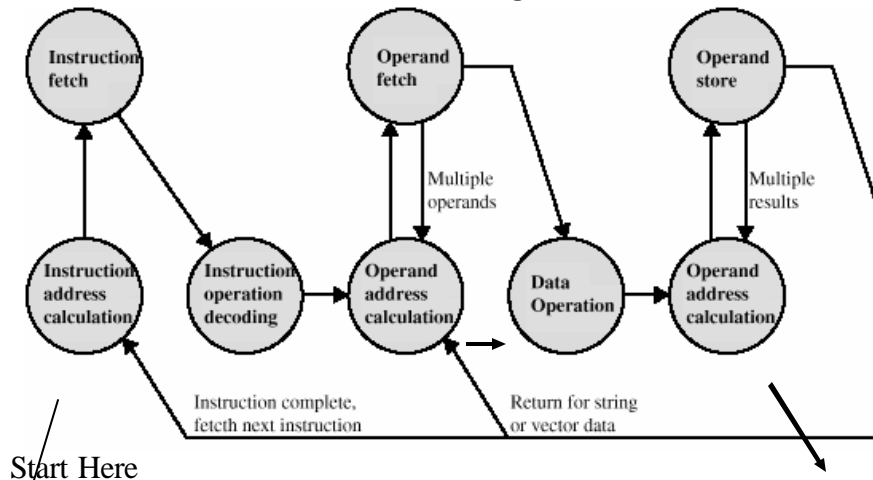 Instruction
fetch
Operand
fetch
Operand
store
Multiple
operands
Multiple
results
Instruction
address
calculation
Instruction
operation
decoding
Operand
address
calculation
Data
Operation
Operand
address
calculation
Instruction complete,
fetcth next instruction
Return for string
or vector data
Start Here